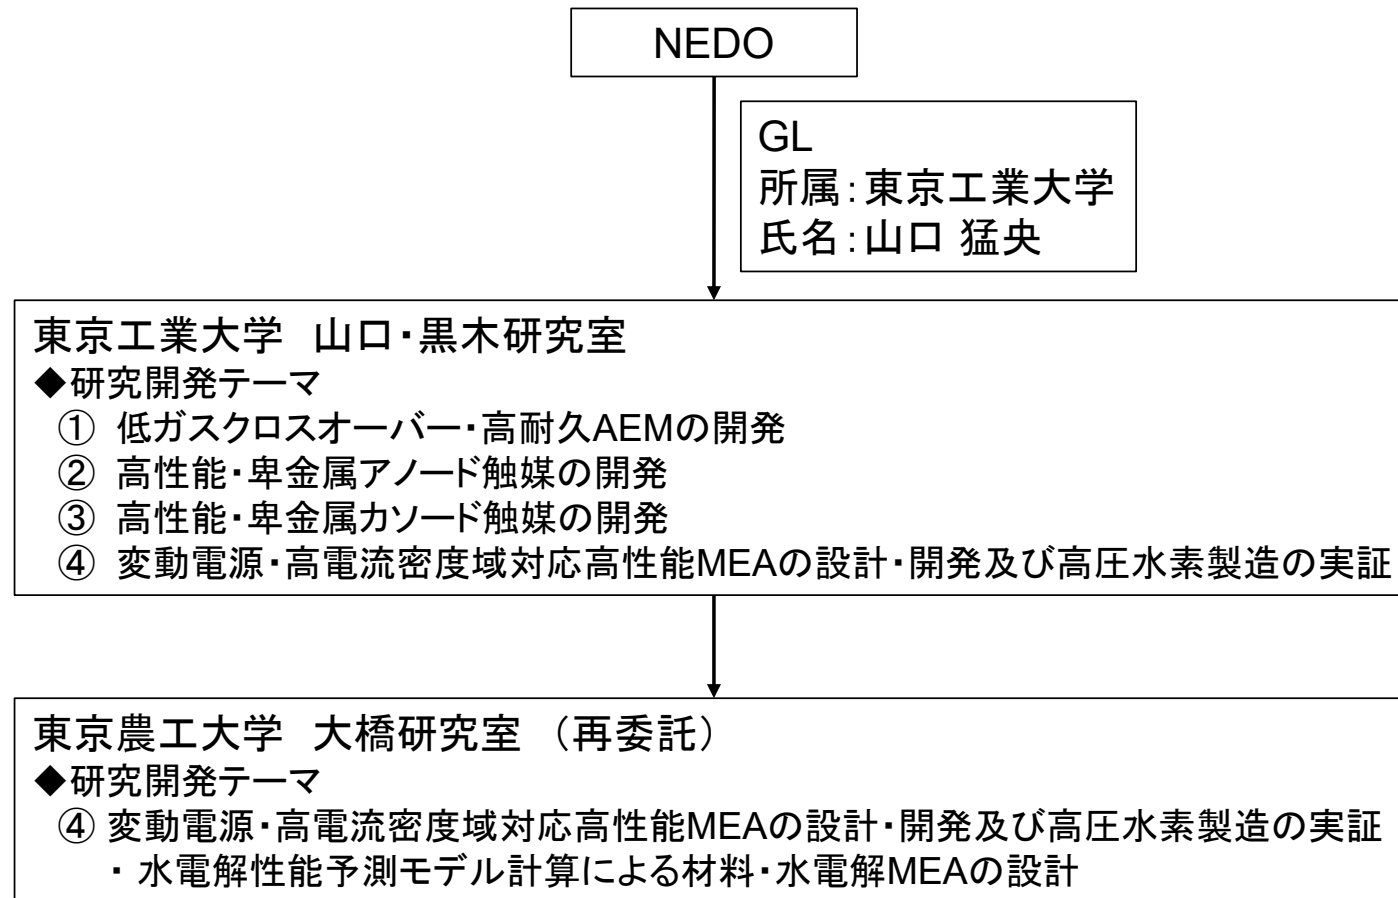 NEDO
GL
所属：東京工業大学
氏名：山口 猛央
東京工業大学　山口・黒木研究室
◆研究開発テーマ
① 低ガスクロスオーバー・高耐久AEMの開発
② 高性能・卑金属アノード触媒の開発
③ 高性能・卑金属カソード触媒の開発
④ 変動電源・高電流密度域対応高性能MEAの設計・開発及び高圧水素製造の実証
東京農工大学　大橋研究室　（再委託）
◆研究開発テーマ
④ 変動電源・高電流密度域対応高性能MEAの設計・開発及び高圧水素製造の実証
・ 水電解性能予測モデル計算による材料・水電解MEAの設計